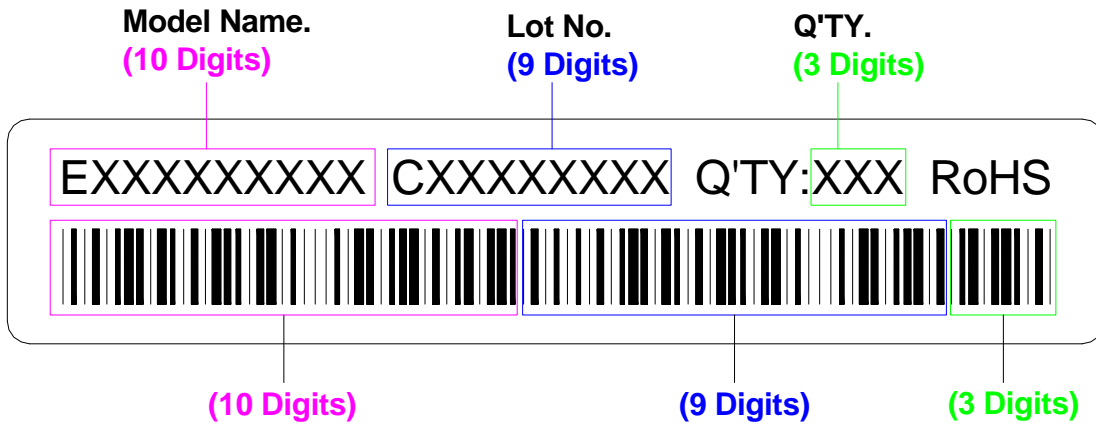 Model Name. Lot No. Q'TY.
(10 Digits) (9 Digits) (3 Digits)
EXXXXXXXXX CXXXXXXXX Q'TY:XXX RoHS
(10 Digits) (9 Digits) (3 Digits)